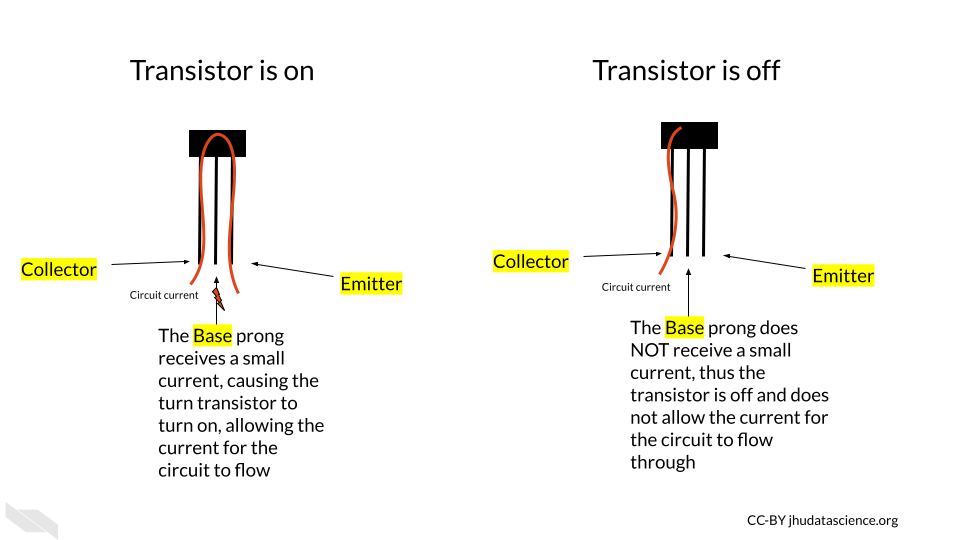 Transistor is on
Collector
Emitter
Circuit current
The Base prong
receives a small
current, causing the
turn transistor to
turn on, allowing the
current for the
circuit to flow
Transistor is off
Collector
Emitter
Circuit current
The Base prong does
NOT receive a small
current, thus the
transistor is off and does
not allow the current for
the circuit to flow
through
CC-BY jhudatascience.org